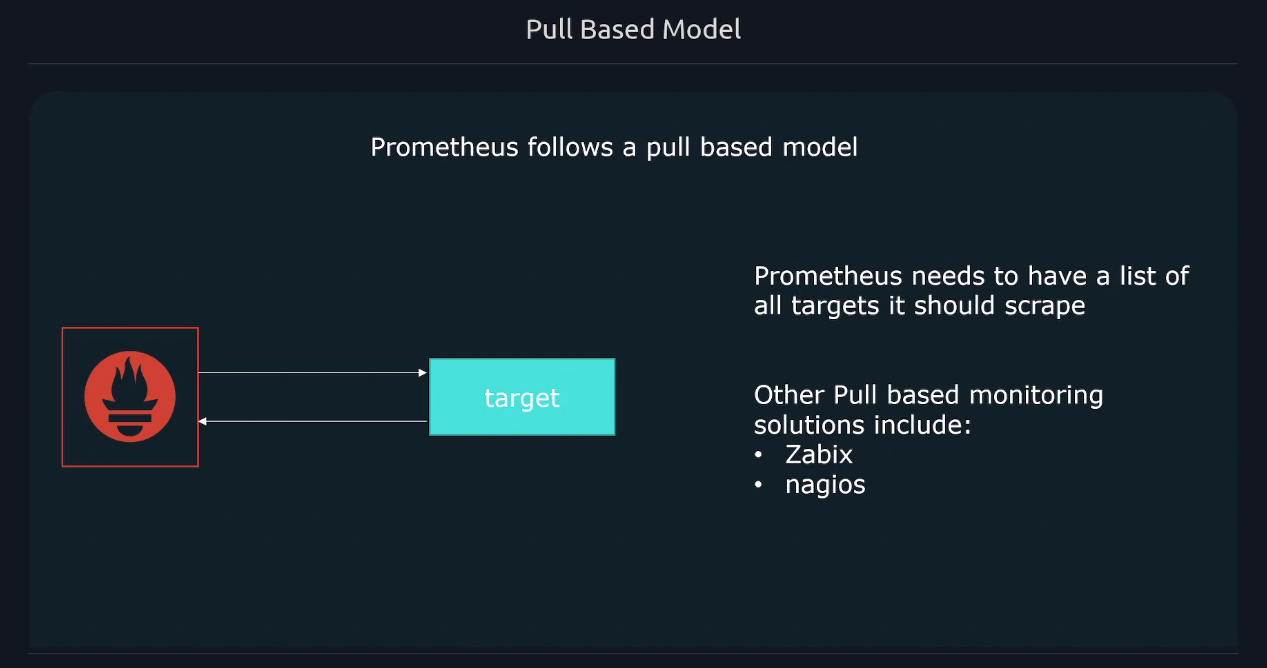 Pull Based Model
Prometheus follows a pull based model
Prometheus needs to have a list of
all targets it should scrape
target
Other Pull based monitoring
solutions include:
• Zabix
• nagios